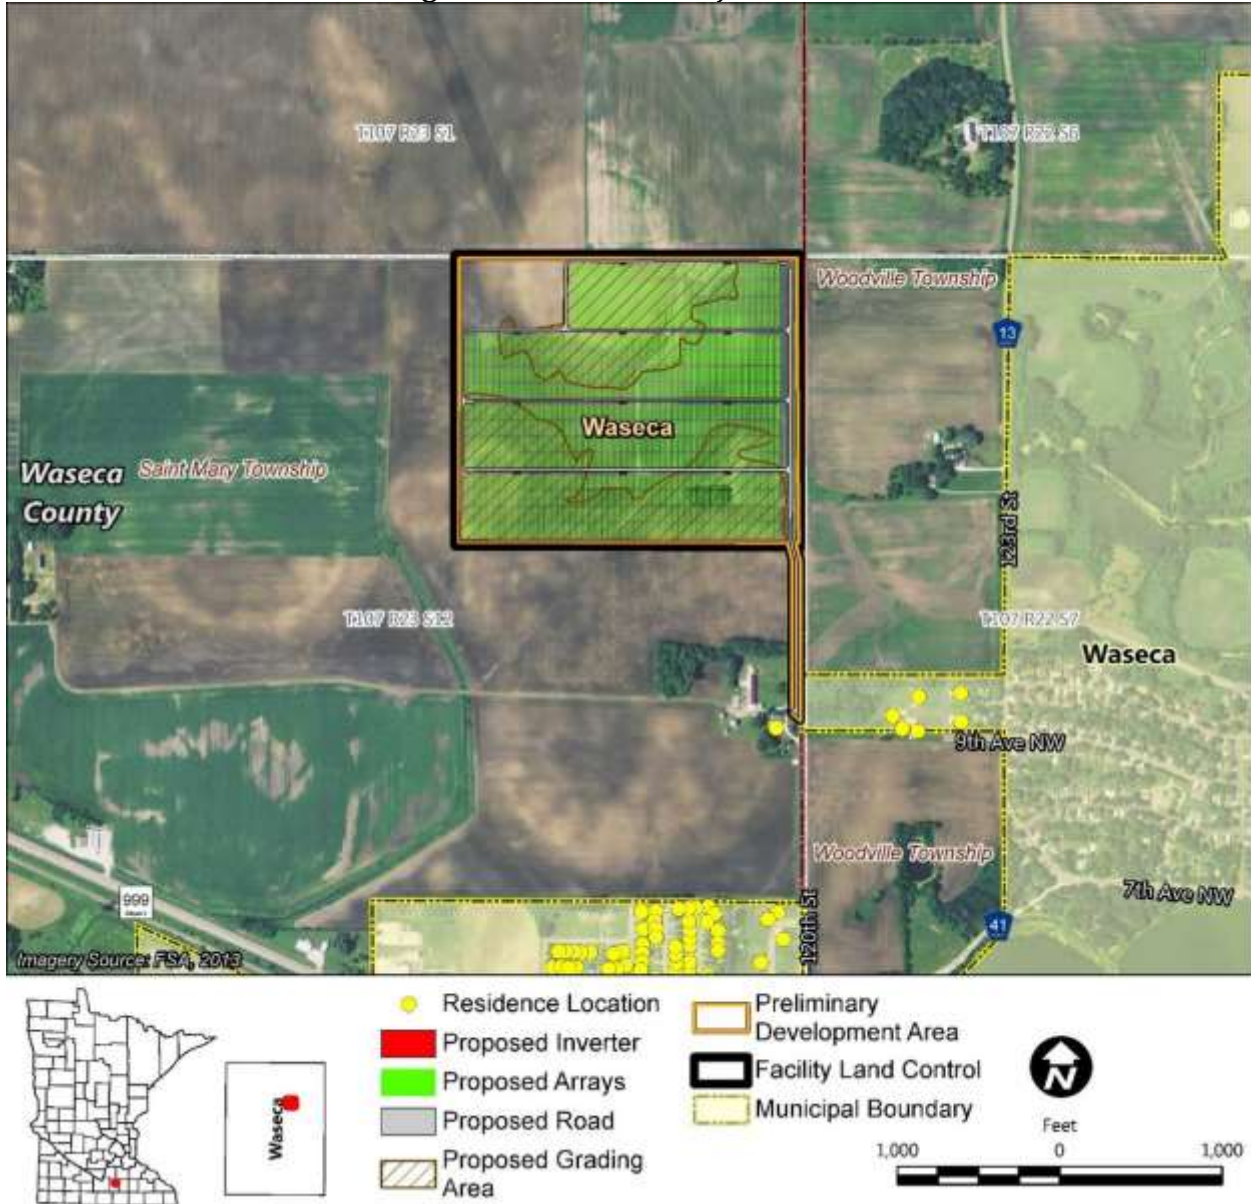 T107 R23 S1
T107 R22 S6
Woodville Township
13
Waseca
Waseca
County
Saint Mary Township
123rd St
T107 R23 S12
T107 R22 S7
Waseca
9th Ave NW
Woodville Township
7th Ave NW
999
41
120th St
Imagery Source: FSA, 2013
Residence Location
Proposed Inverter
Proposed Arrays
Proposed Road
Proposed Grading
Area
Preliminary
Development Area
Facility Land Control
Municipal Boundary
Waseca
N
Feet
1,000
0
1,000